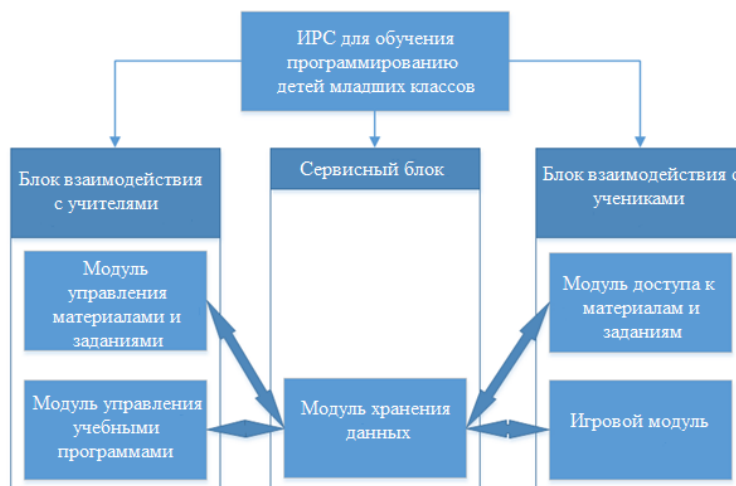 ИРС для обучения
программированию
детей младших классов
Блок взаимодействия
с учителями
Модуль
управления
материалами и
заданиями
Модуль управления
учебными
программами
Сервисный блок
Модуль хранения
данных
Блок взаимодействия с
учениками
Модуль доступа к
материалам и
заданиям
Игровой модуль